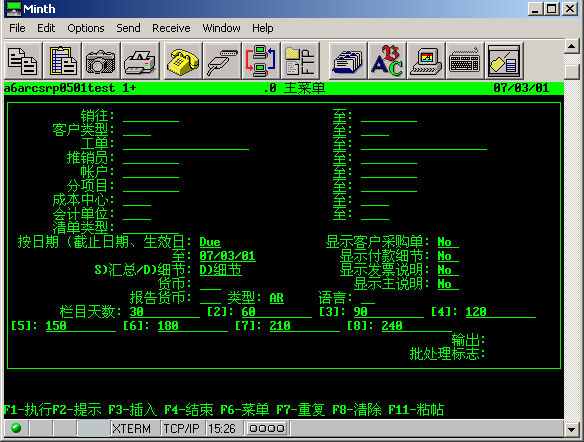 Minth
File Edit Options Send Receive Window Help
a6arcsrp0501test 1+ .0 主菜单 07/03/01
销往: 至:
客户类型: 至:
工单: 至:
推销员: 至:
帐户: 至:
分项目: 至:
成本中心: 至:
会计单位: 至:
清单类型:
按日期（截止日期、生效日: Due 显示客户采购单: No
至: 07/03/01 显示付款细节: No
S)汇总/D)细节: D)细节 显示发票说明: No
货币: 显示主说明: No
报告货币: 类型: AR 语言:
栏目天数: 30 [2]: 60 [3]: 90 [4]: 120
[5]: 150 [6]: 180 [7]: 210 [8]: 240
输出:
批处理标志:
F1-执行F2-提示 F3-插入 F4-结束 F6-菜单 F7-重复 F8-清除 F11-粘帖
XTERM TCP/IP 15:26